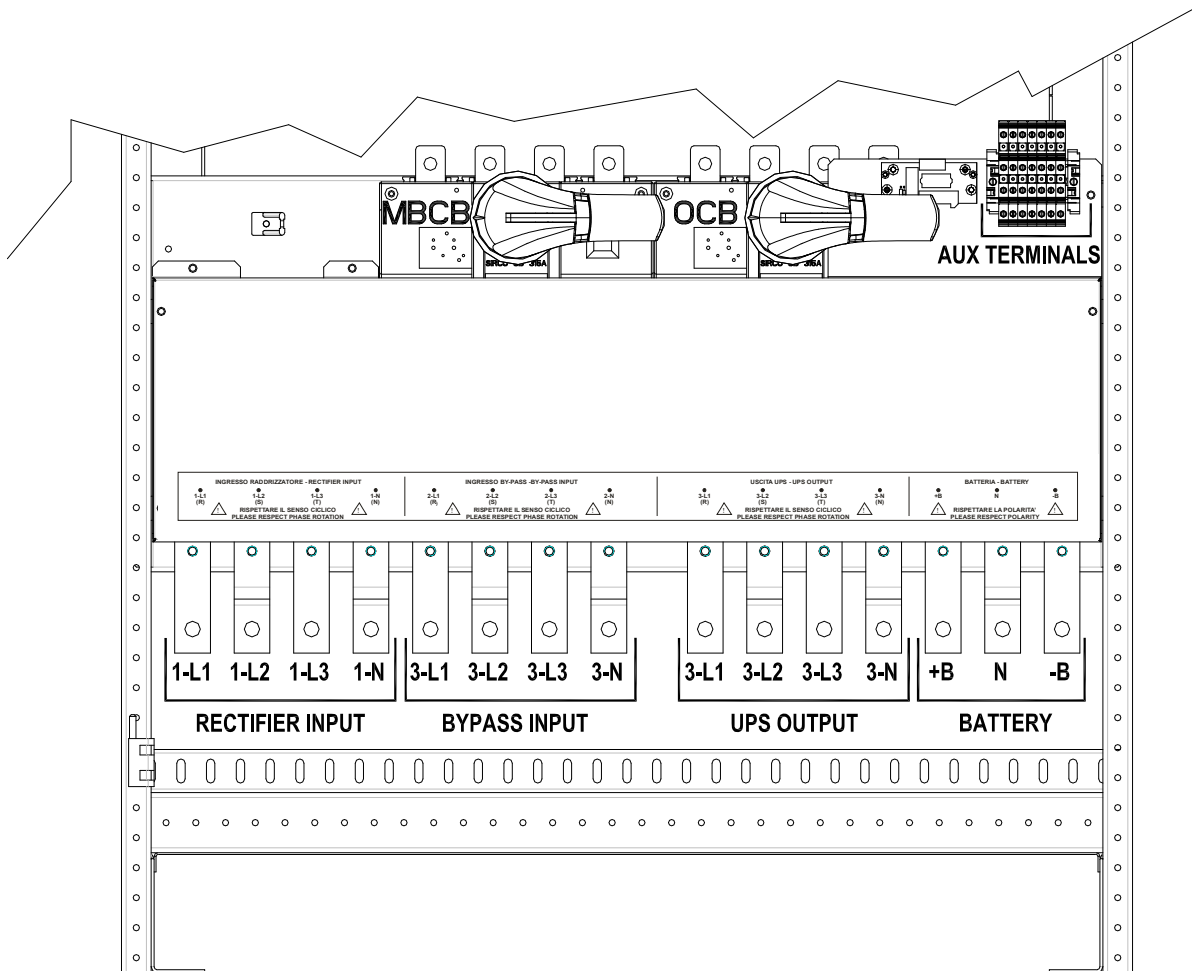 MBCB
OCB
SIRCO 315A
SIRCO 315A
AUX TERMINALS
INGRESSO RADDRIZZATORE - RECTIFIER INPUT
1-L1 (R) 1-L2 (S) 1-L3 (T) 1-N (N)
RISPETTARE IL SENSO CICLICO
PLEASE RESPECT PHASE ROTATION
INGRESSO BY-PASS -BY-PASS INPUT
2-L1 (R) 2-L2 (S) 2-L3 (T) 2-N (N)
RISPETTARE IL SENSO CICLICO
PLEASE RESPECT PHASE ROTATION
USCITA UPS - UPS OUTPUT
3-L1 (R) 3-L2 (S) 3-L3 (T) 3-N (N)
RISPETTARE IL SENSO CICLICO
PLEASE RESPECT PHASE ROTATION
BATTERIA - BATTERY
+B N -B
RISPETTARE LA POLARITA'
PLEASE RESPECT POLARITY
1-L1 1-L2 1-L3 1-N 3-L1 3-L2 3-L3 3-N 3-L1 3-L2 3-L3 3-N +B N -B
RECTIFIER INPUT BYPASS INPUT UPS OUTPUT BATTERY